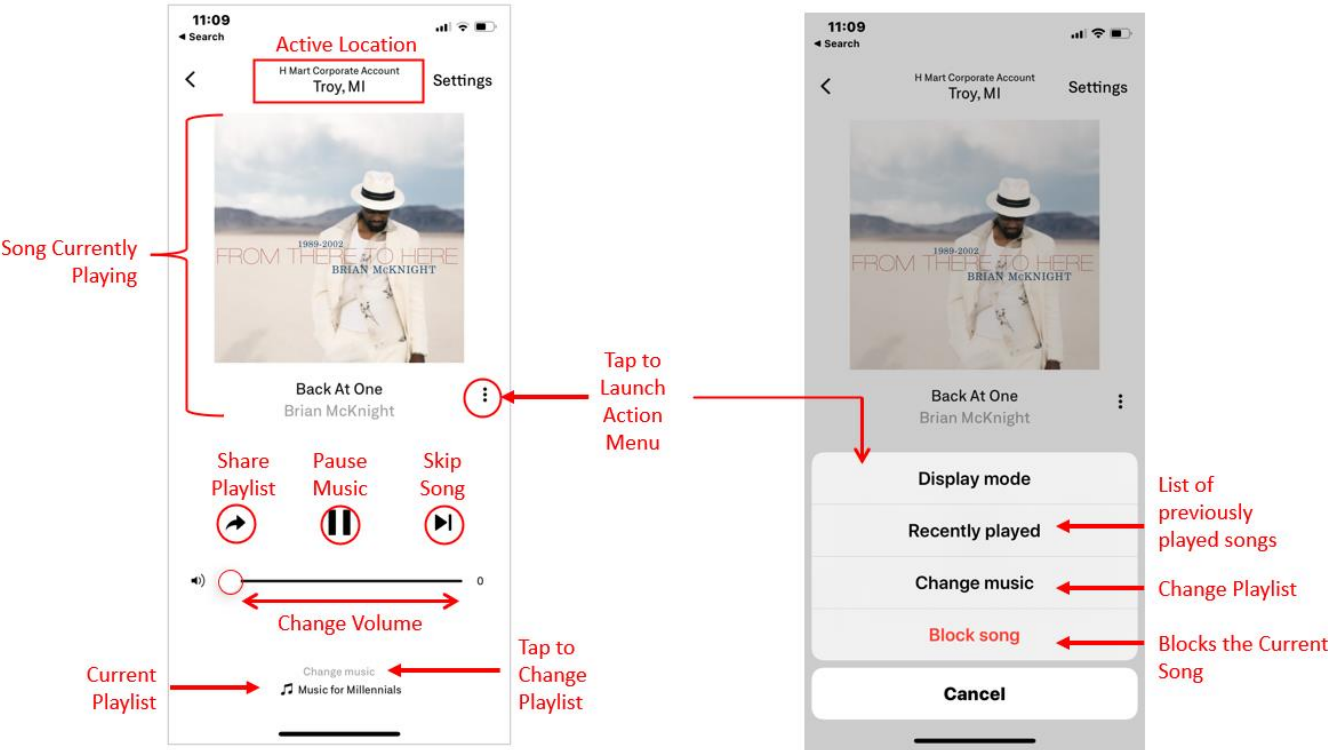 11:09
◀ Search
Active Location
H Mart Corporate Account
Troy, MI
Settings
Song Currently
Playing
1989-2002
FROM THERE TO HERE
BRIAN McKNIGHT
Back At One
Brian McKnight
Tap to
Launch
Action
Menu
Share
Playlist
Pause
Music
Skip
Song
0
Change Volume
Current
Playlist
Change music
Music for Millennials
Tap to
Change
Playlist
11:09
◀ Search
H Mart Corporate Account
Troy, MI
Settings
1989-2002
FROM THERE TO HERE
BRIAN McKNIGHT
Back At One
Brian McKnight
Display mode
Recently played
Change music
Block song
Cancel
List of
previously
played songs
Change Playlist
Blocks the Current
Song